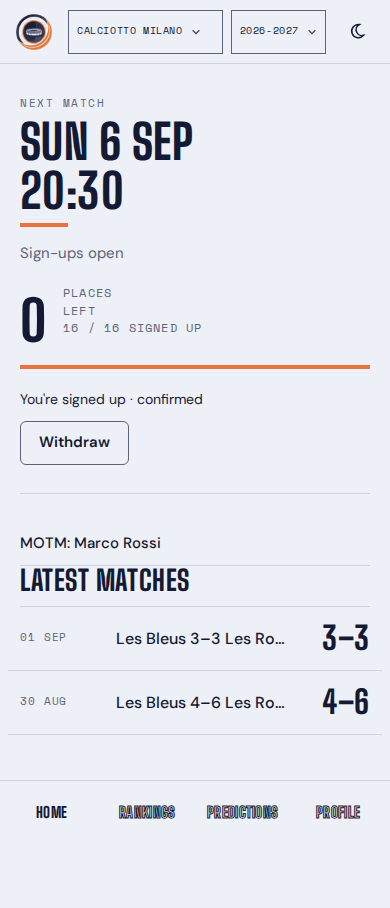 CALCIOTTO MILANO
2026-2027
NEXT MATCH
SUN 6 SEP
20:30
Sign-ups open
0
PLACES
LEFT
16 / 16 SIGNED UP
You're signed up · confirmed
Withdraw
MOTM: Marco Rossi
LATEST MATCHES
01 SEP Les Bleus 3–3 Les Ro... 3–3
30 AUG Les Bleus 4–6 Les Ro... 4–6
HOME RANKINGS PREDICTIONS PROFILE